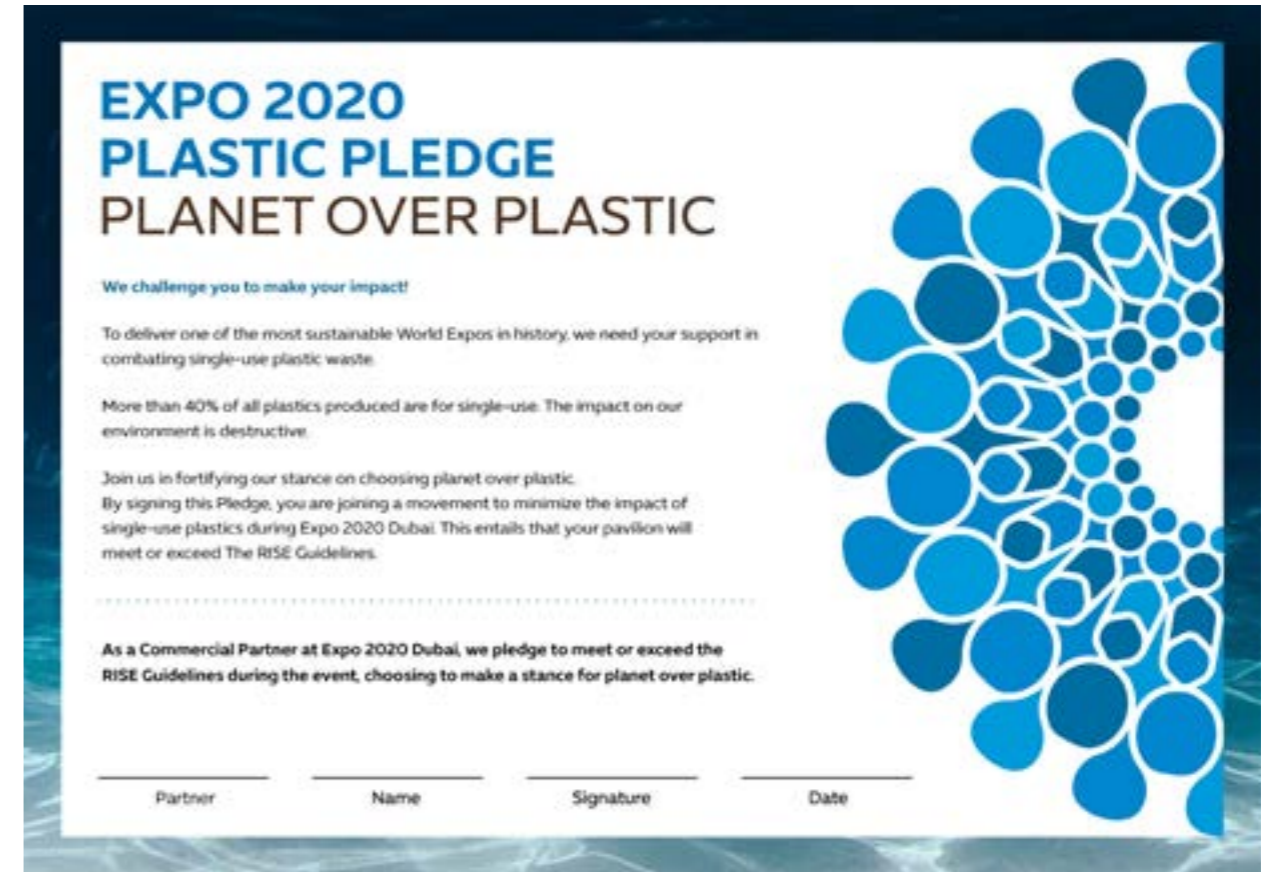 EXPO 2020
PLASTIC PLEDGE
PLANET OVER PLASTIC
We challenge you to make your impact!
To deliver one of the most sustainable World Expos in history, we need your support in
combating single-use plastic waste.
More than 40% of all plastics produced are for single-use. The impact on our
environment is destructive.
Join us in fortifying our stance on choosing planet over plastic.
By signing this Pledge, you are joining a movement to minimize the impact of
single-use plastics during Expo 2020 Dubai. This entails that your pavilion will
meet or exceed The RISE Guidelines.
As a Commercial Partner at Expo 2020 Dubai, we pledge to meet or exceed the
RISE Guidelines during the event, choosing to make a stance for planet over plastic.
Partner Name Signature Date